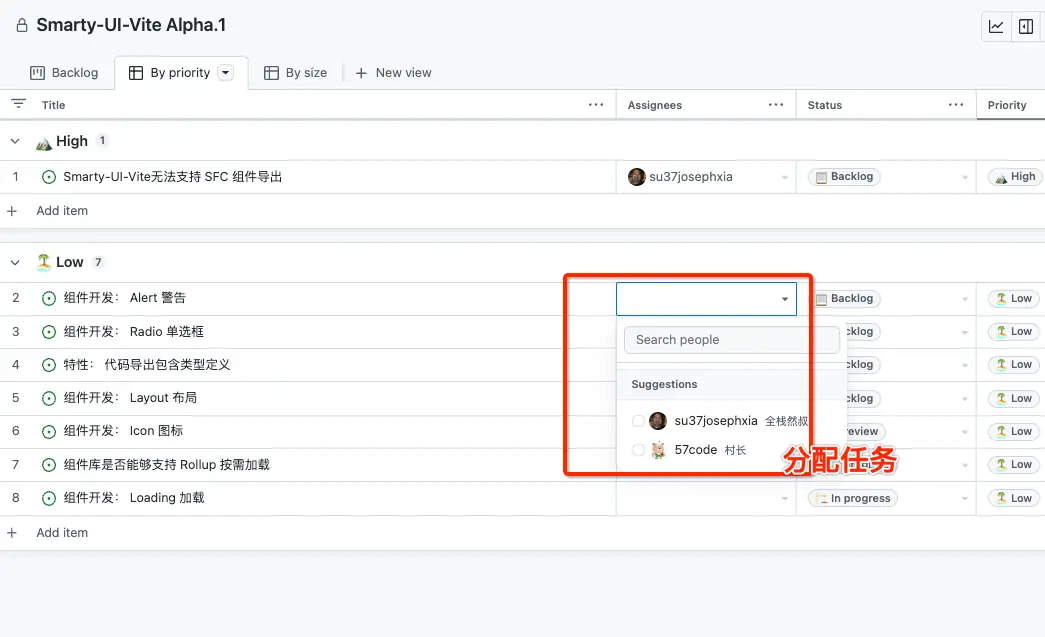 Smarty-UI-Vite Alpha.1
Backlog By priority By size New view
Title Assignees Status Priority
High 1
1 Smarty-UI-Vite无法支持 SFC 组件导出 su37josephxia Backlog High
Add item
Low 7
2 组件开发： Alert 警告 Backlog Low
3 组件开发： Radio 单选框 cklog Low
Search people
4 特性： 代码导出包含类型定义 cklog Low
Suggestions
5 组件开发： Layout 布局 cklog Low
su37josephxia 全栈然叔
6 组件开发： Icon 图标 review Low
57code 村长
7 组件库是否能够支持 Rollup 按需加载 Low
分配任务
8 组件开发： Loading 加载 In progress Low
Add item